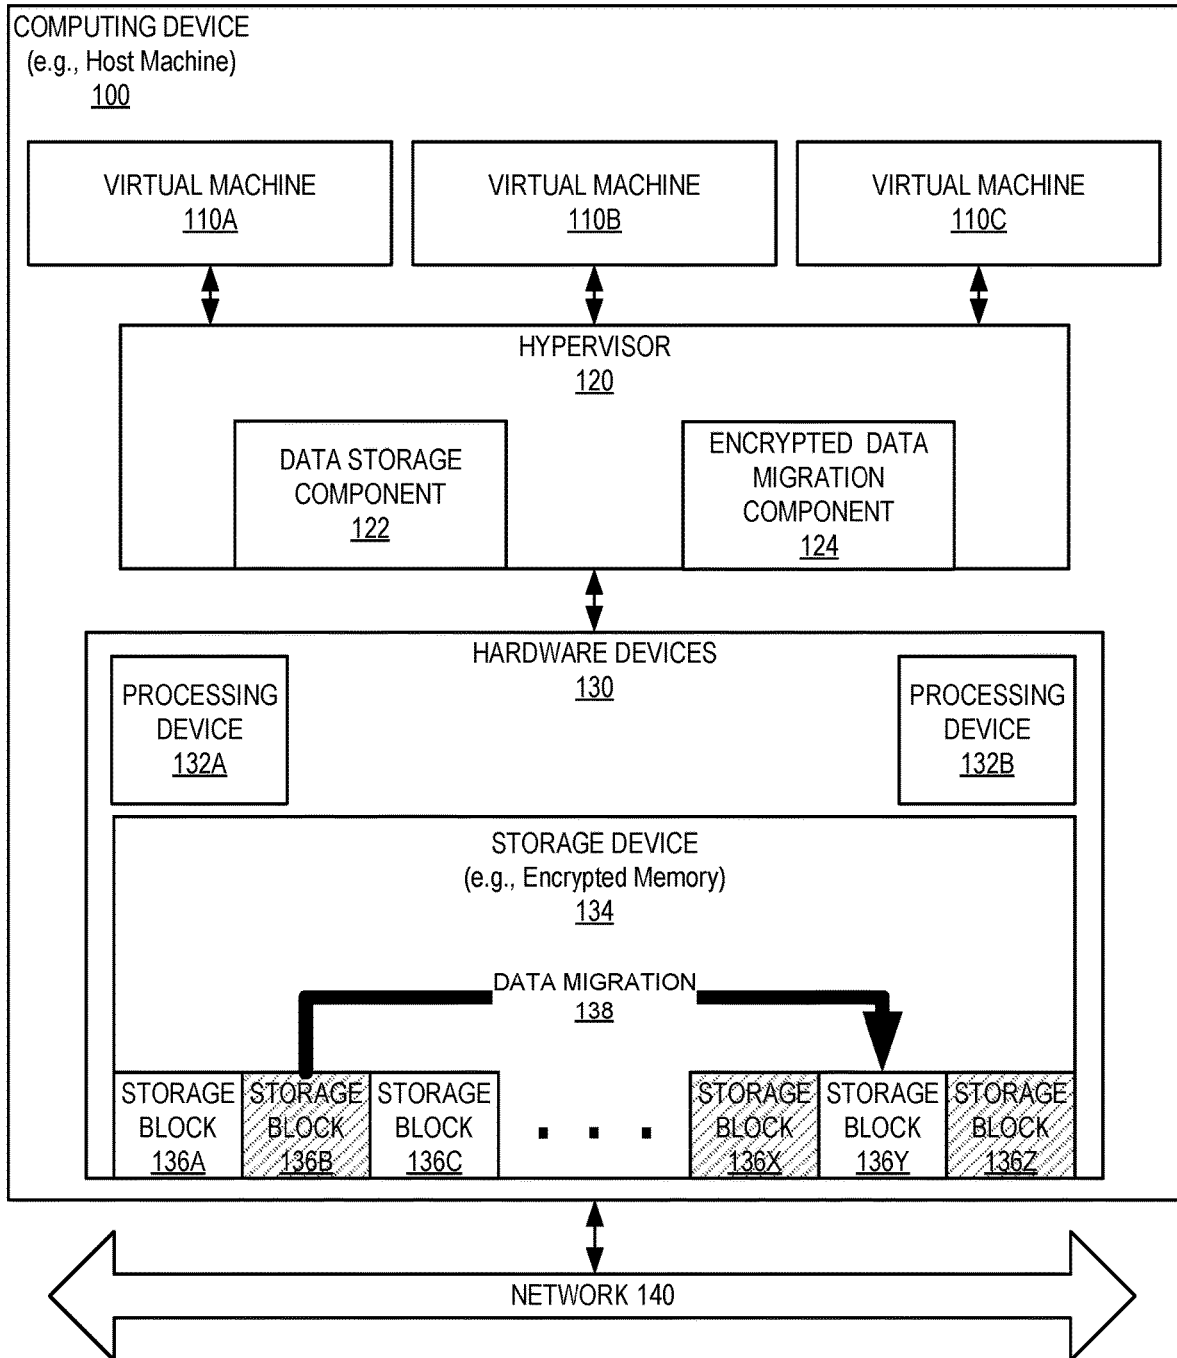 COMPUTING DEVICE
(e.g., Host Machine)
100
VIRTUAL MACHINE
110A
VIRTUAL MACHINE
110B
VIRTUAL MACHINE
110C
HYPERVISOR
120
DATA STORAGE
COMPONENT
122
ENCRYPTED DATA
MIGRATION
COMPONENT
124
HARDWARE DEVICES
130
PROCESSING
DEVICE
132A
PROCESSING
DEVICE
132B
STORAGE DEVICE
(e.g., Encrypted Memory)
134
DATA MIGRATION
138
STORAGE
BLOCK
136A
STORAGE
BLOCK
136B
STORAGE
BLOCK
136C
. . .
STORAGE
BLOCK
136X
STORAGE
BLOCK
136Y
STORAGE
BLOCK
136Z
NETWORK 140